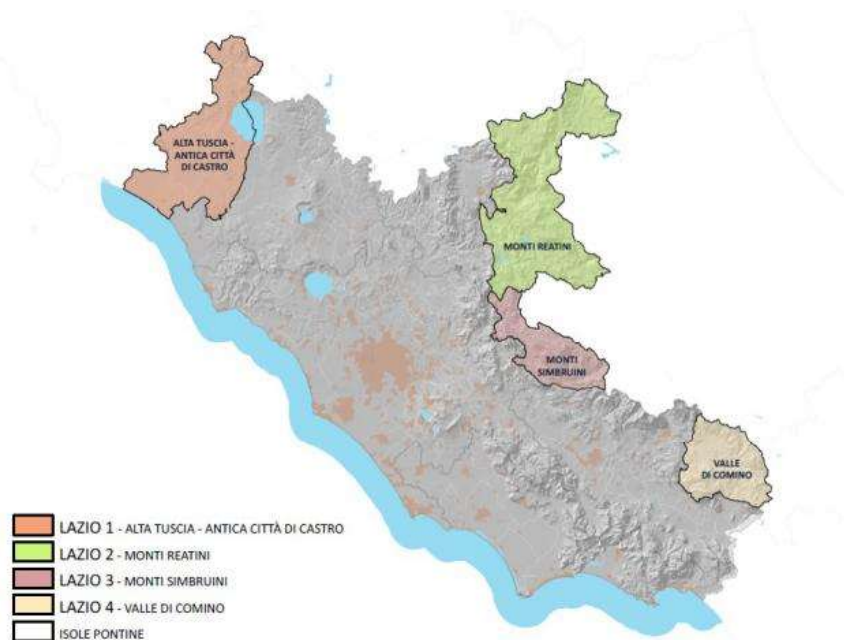 ALTA TUSCIA -
ANTICA CITTÀ
DI CASTRO
MONTI REATINI
MONTI
SIMBRUINI
VALLE
DI COMINO
LAZIO 1 - ALTA TUSCIA - ANTICA CITTÀ DI CASTRO
LAZIO 2 - MONTI REATINI
LAZIO 3 - MONTI SIMBRUINI
LAZIO 4 - VALLE DI COMINO
ISOLE PONTINE